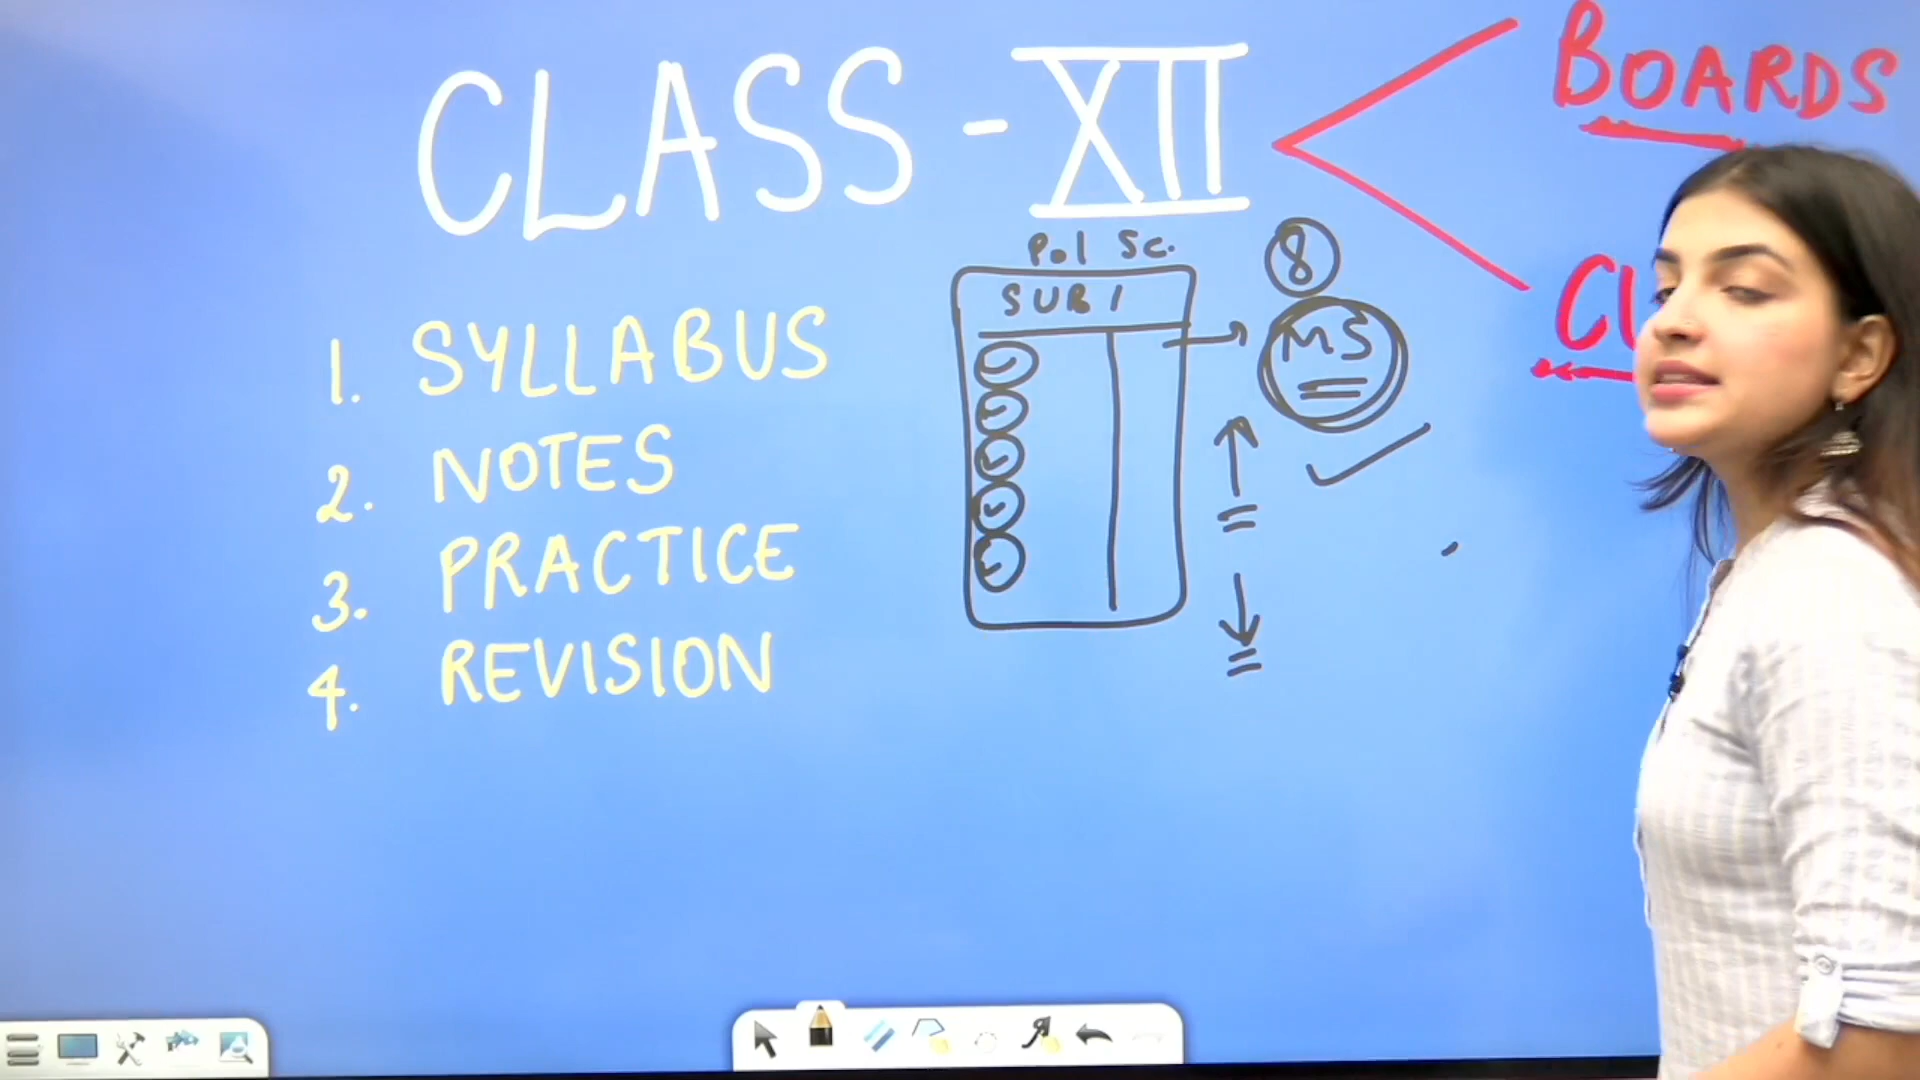 CLASS - XII
BOARDS
Pol Sc.
8
SUB 1
MS
1. SYLLABUS
2. NOTES
3. PRACTICE
4. REVISION